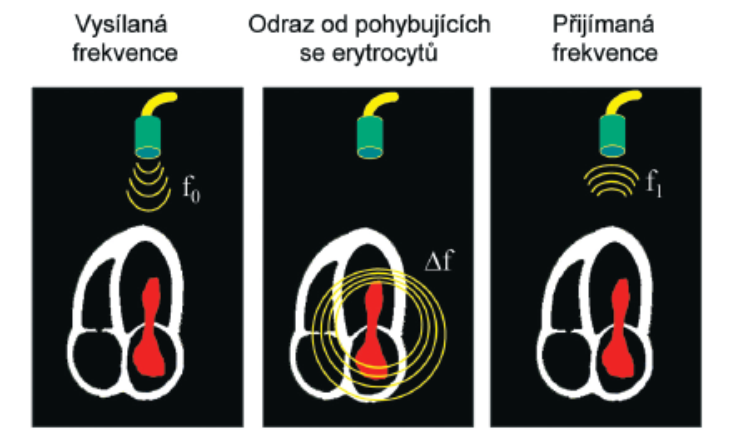 Vysílaná
frekvence
Odraz od pohybujících
se erytrocytů
Přijímaná
frekvence
f₀
Δf
f₁